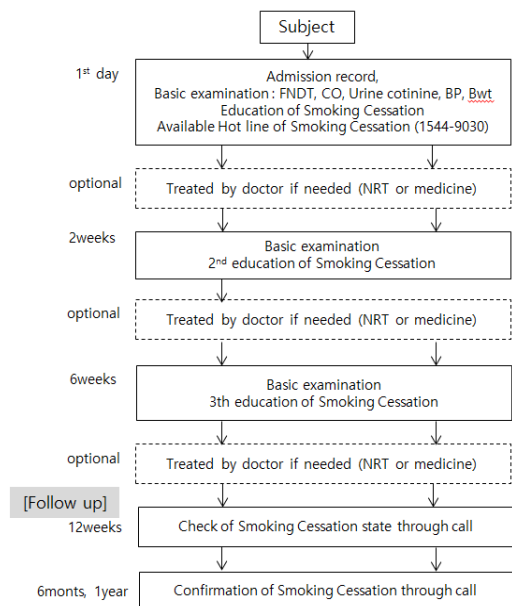 Subject
1st day
Admission record,
Basic examination : FNDT, CO, Urine cotinine, BP, Bwt
Education of Smoking Cessation
Available Hot line of Smoking Cessation (1544-9030)
optional
Treated by doctor if needed (NRT or medicine)
2weeks
Basic examination
2nd education of Smoking Cessation
optional
Treated by doctor if needed (NRT or medicine)
6weeks
Basic examination
3th education of Smoking Cessation
optional
Treated by doctor if needed (NRT or medicine)
[Follow up]
12weeks
Check of Smoking Cessation state through call
6monts, 1year
Confirmation of Smoking Cessation through call